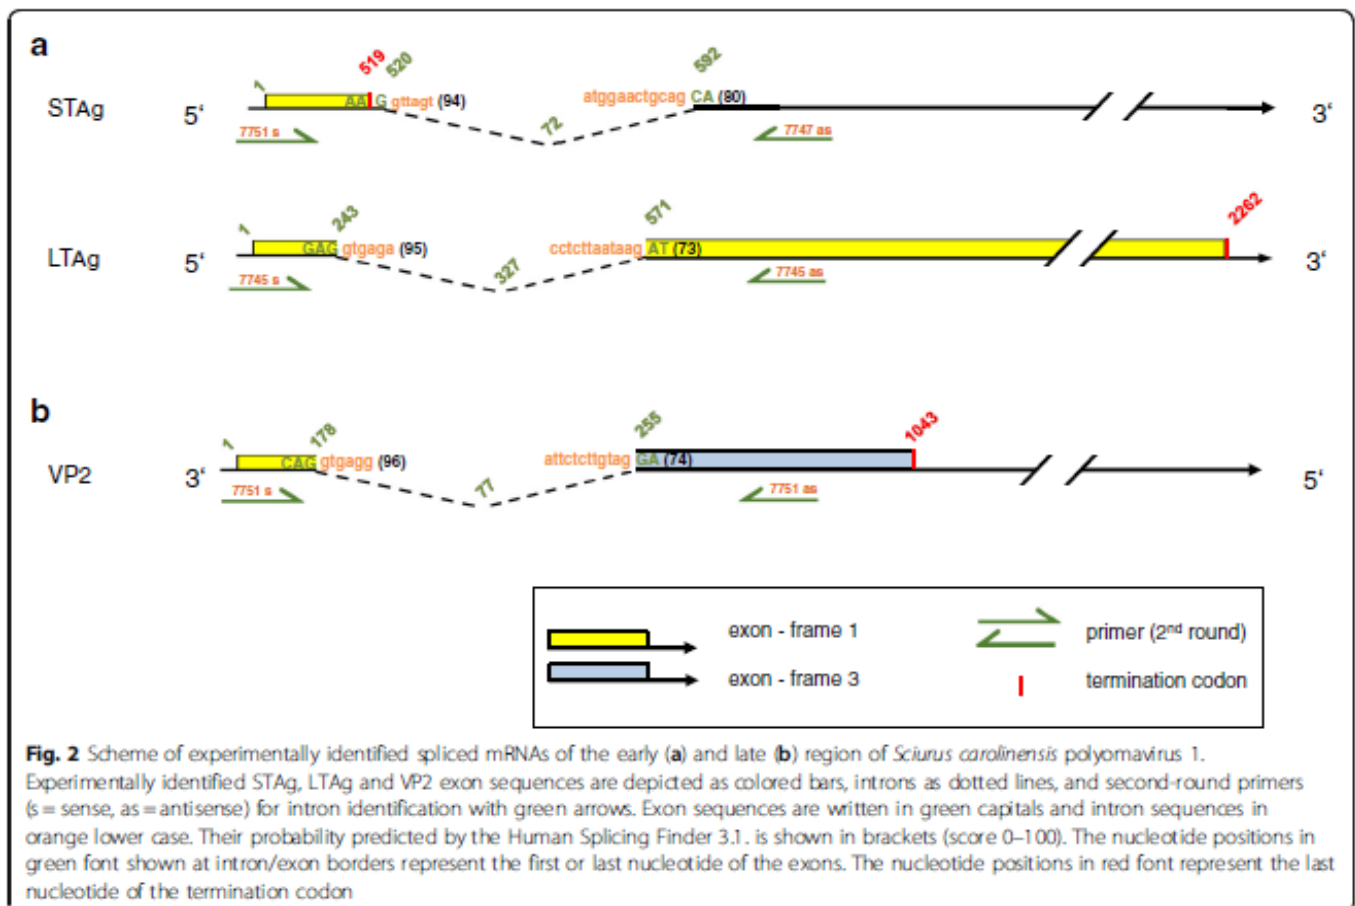 a
519
1 520 592
STAg 5‘ AA G gttagt (94) atggaactgcag CA (80) 3‘
7751 s 72 7747 as
1 243 571 2262
LTAg 5‘ GAG gtgaga (95) cctcttaataag AT (73) 3‘
7745 s 327 7745 as
b
1 178 255 1043
VP2 3‘ CAG gtgagg (96) attctcttgtag GA (74) 5‘
7751 s 77 7751 as
exon - frame 1 primer (2nd round)
exon - frame 3 termination codon
Fig. 2 Scheme of experimentally identified spliced mRNAs of the early (a) and late (b) region of Sciurus carolinensis polyomavirus 1.
Experimentally identified STAg, LTAg and VP2 exon sequences are depicted as colored bars, introns as dotted lines, and second-round primers
(s = sense, as = antisense) for intron identification with green arrows. Exon sequences are written in green capitals and intron sequences in
orange lower case. Their probability predicted by the Human Splicing Finder 3.1. is shown in brackets (score 0–100). The nucleotide positions in
green font shown at intron/exon borders represent the first or last nucleotide of the exons. The nucleotide positions in red font represent the last
nucleotide of the termination codon